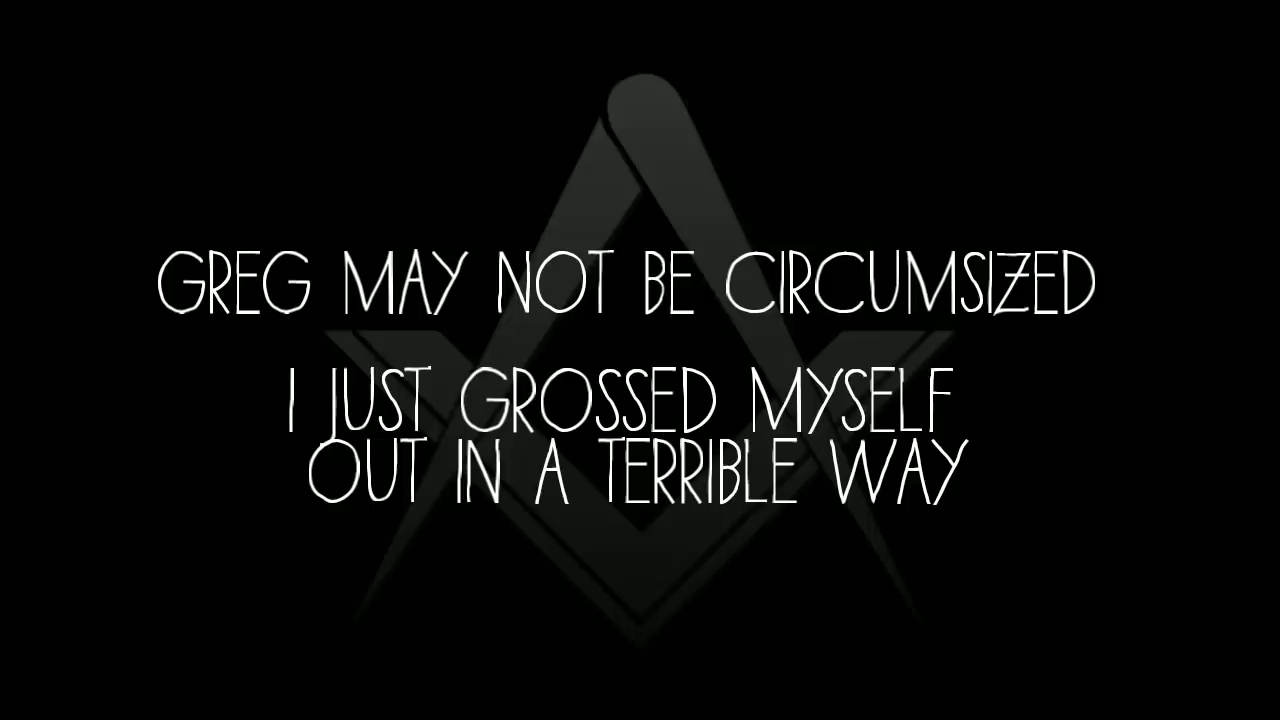 GREG MAY NOT BE CIRCUMSIZED
I JUST GROSSED MYSELF
OUT IN A TERRIBLE WAY